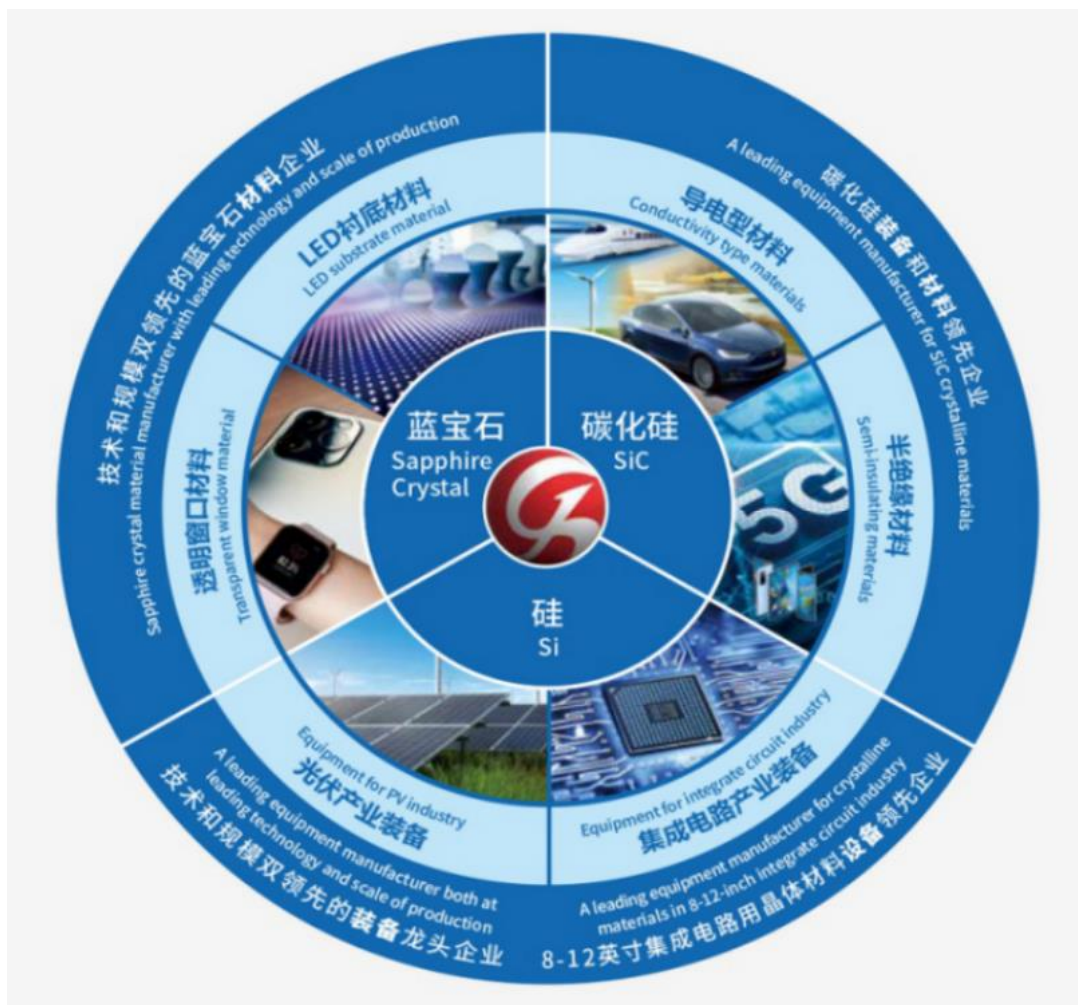 技术和规模双领先的蓝宝石材料企业
Sapphire crystal material manufacturer with leading technology and scale of production
LED衬底材料
LED substrate material
透明窗口材料
Transparent window material
蓝宝石
Sapphire
Crystal
碳化硅装备和材料领先企业
A leading equipment manufacturer for SiC crystalline materials
导电型材料
Conductivity type materials
半绝缘材料
Semi-insulating materials
5G
碳化硅
SiC
硅
Si
Equipment for PV industry
光伏产业装备
A leading equipment manufacturer both at
leading technology and scale of production
技术和规模双领先的装备龙头企业
Equipment for integrate circuit industry
集成电路产业装备
A leading equipment manufacturer for crystalline
materials in 8-12-inch integrate circuit industry
8-12英寸集成电路用晶体材料设备领先企业